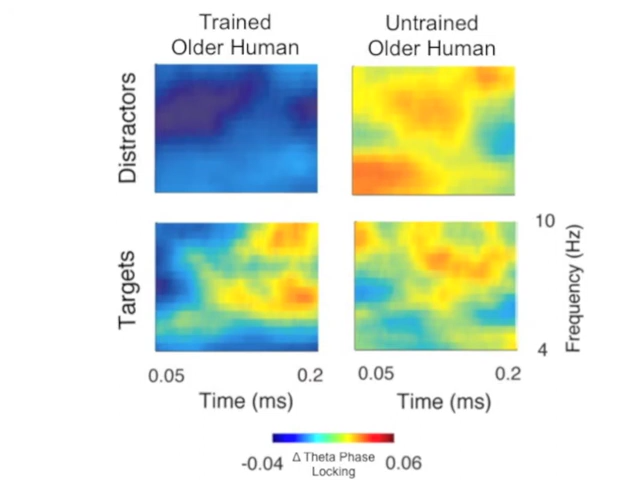 Trained
Older Human
Untrained
Older Human
Distractors
Targets
10
Frequency (Hz)
4
0.05
0.2
0.05
0.2
Time (ms)
Time (ms)
-0.04
Δ Theta Phase
Locking
0.06